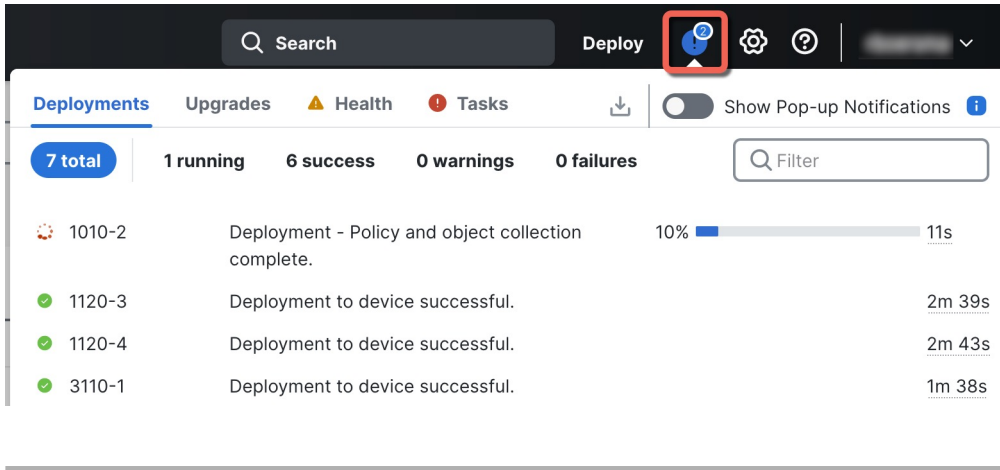 Search Deploy 2
Deployments Upgrades Health Tasks Show Pop-up Notifications
7 total 1 running 6 success 0 warnings 0 failures Filter
1010-2 Deployment - Policy and object collection 10% 11s
complete.
1120-3 Deployment to device successful. 2m 39s
1120-4 Deployment to device successful. 2m 43s
3110-1 Deployment to device successful. 1m 38s